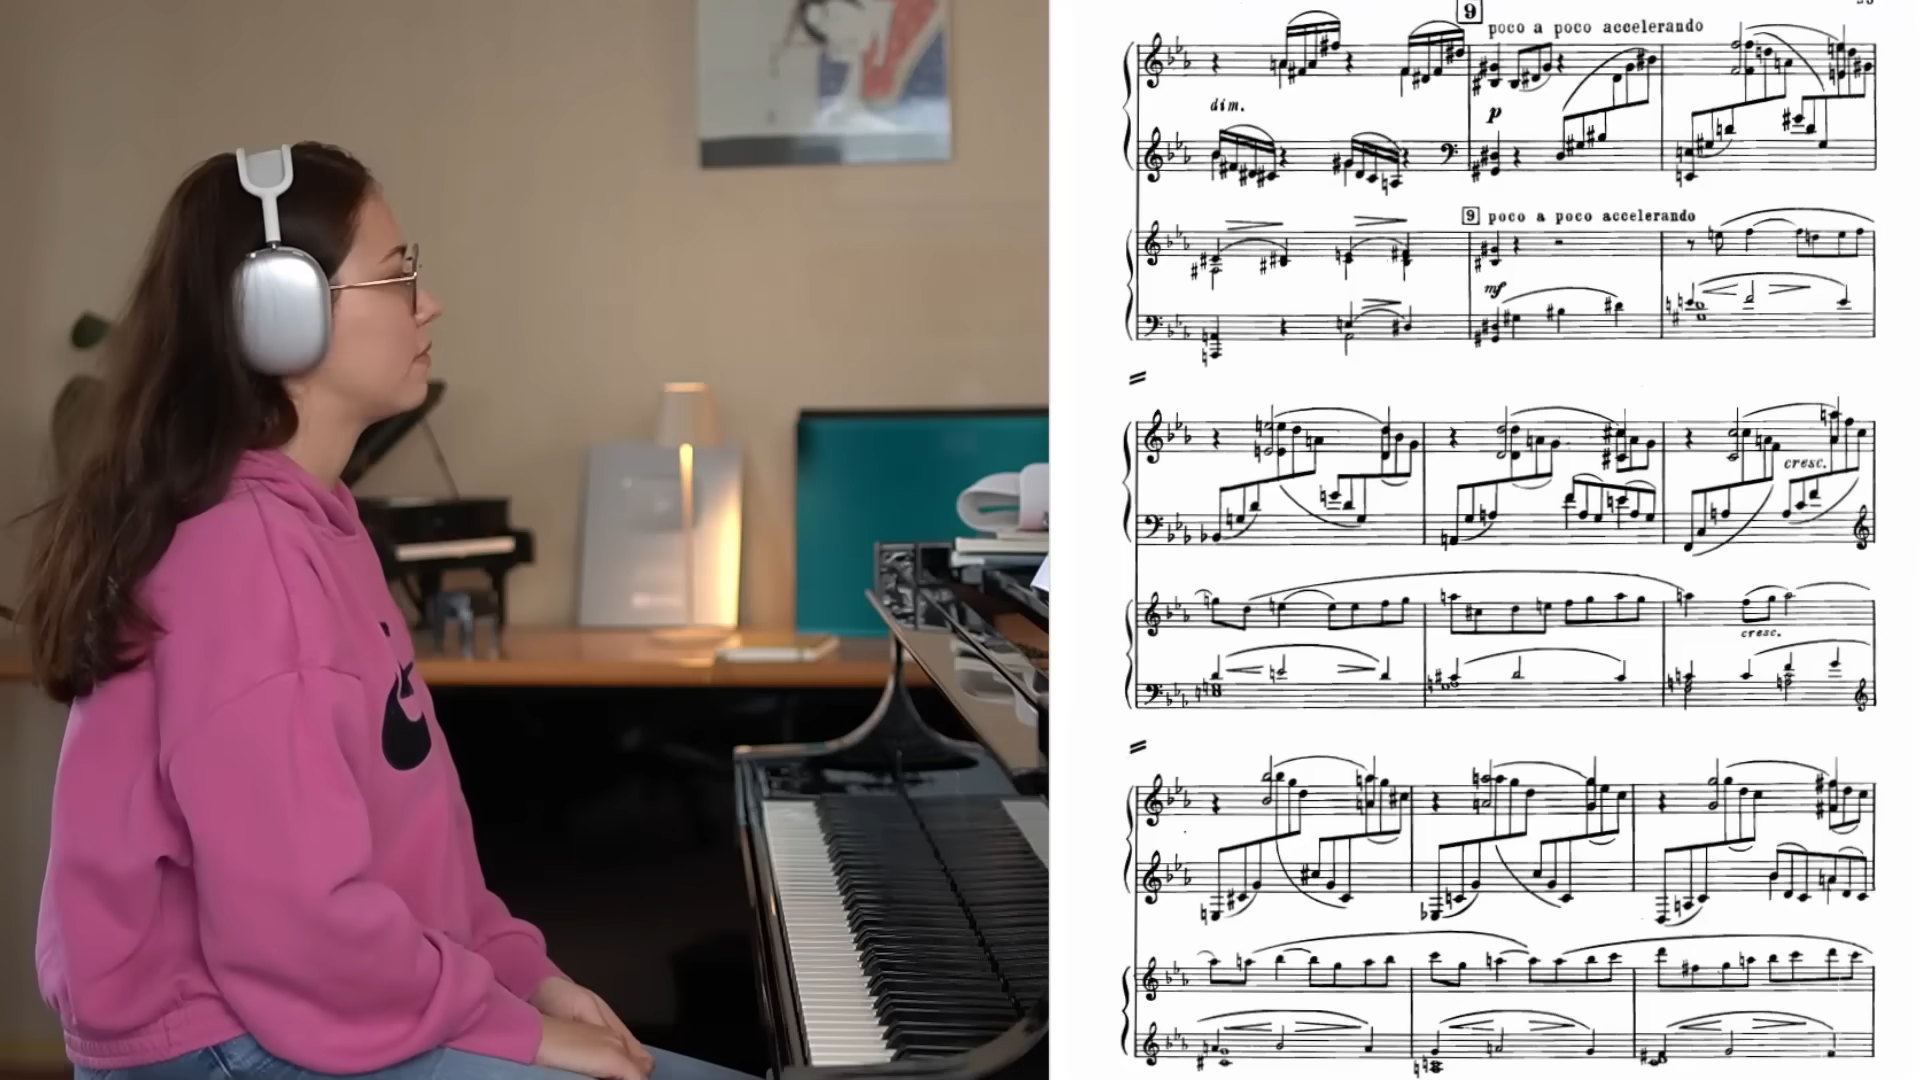 9 poco a poco accelerando
dim.
p
9 poco a poco accelerando
mf
cresc.
cresc.